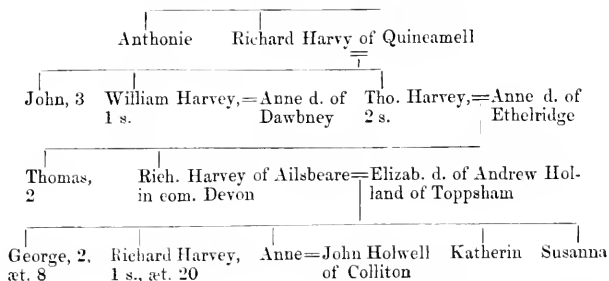 Anthonie Richard Harvy of Quincamell
John, 3 William Harvey,=Anne d. of Tho. Harvey,=Anne d. of
1 s. Dawbney 2 s. Ethelridge
Thomas, Rich. Harvey of Ailsbeare=Elizab. d. of Andrew Hol-
2 in com. Devon land of Toppsham
George, 2, Richard Harvey, Anne=John Holwell Katherin Susanna
æt. 8 1 s., æt. 20 of Colliton